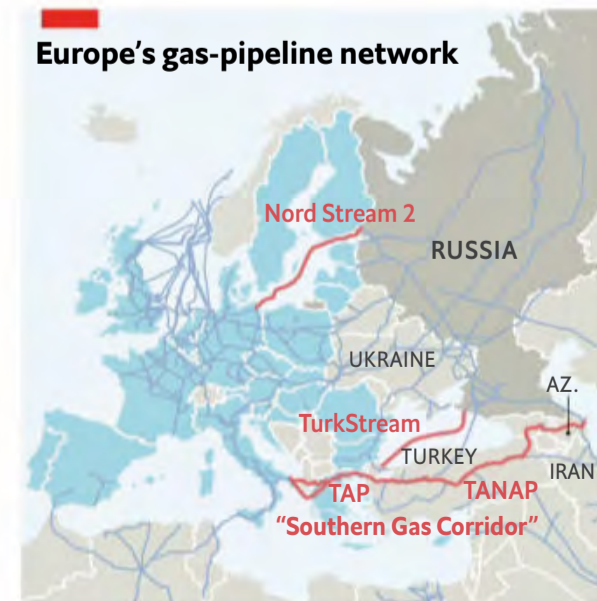 Europe's gas-pipeline network
Nord Stream 2
RUSSIA
UKRAINE
AZ.
TurkStream
TURKEY
IRAN
TAP
TANAP
“Southern Gas Corridor”